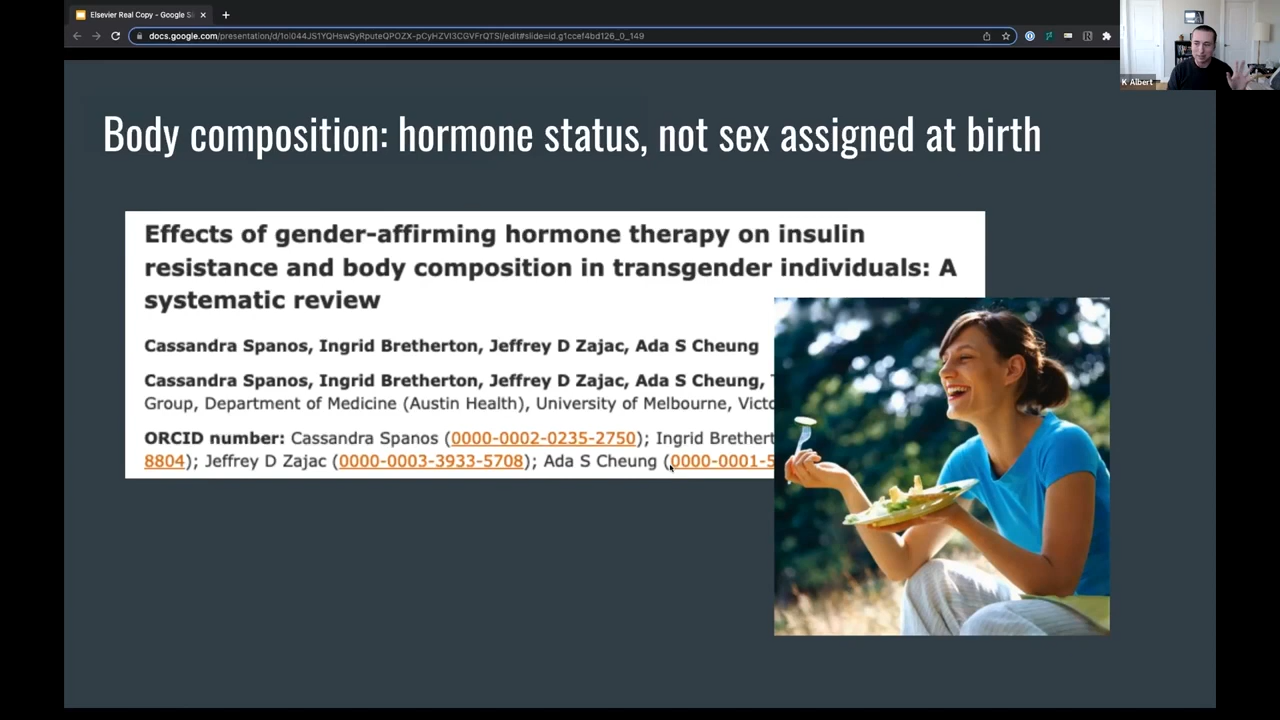 Elsevier Real Copy - Google Sl
docs.google.com/presentation/d/1oi044JS1YQHswSyRputeQPOZX-pCyHZVI3CGVFrQTSI/edit#slide=id.g1ccef4bd126_0_149
K Albert
Body composition: hormone status, not sex assigned at birth
Effects of gender-affirming hormone therapy on insulin
resistance and body composition in transgender individuals: A
systematic review
Cassandra Spanos, Ingrid Bretherton, Jeffrey D Zajac, Ada S Cheung
Cassandra Spanos, Ingrid Bretherton, Jeffrey D Zajac, Ada S Cheung,
Group, Department of Medicine (Austin Health), University of Melbourne, Victo
ORCID number: Cassandra Spanos (0000-0002-0235-2750); Ingrid Brethert
8804); Jeffrey D Zajac (0000-0003-3933-5708); Ada S Cheung (0000-0001-5